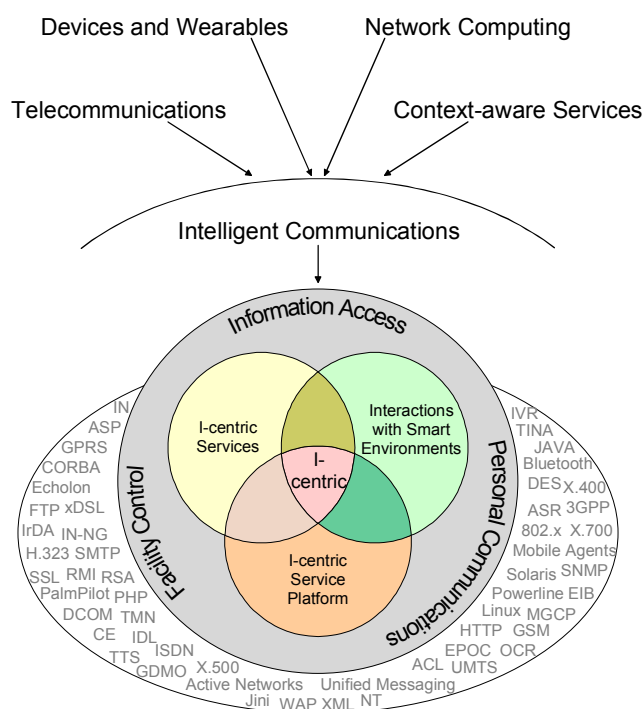 Devices and Wearables
Network Computing
Telecommunications
Context-aware Services
Intelligent Communications
Information Access
Facility Control
Personal Communications
I-centric
Services
Interactions
with Smart
Environments
I-
centric
I-centric
Service
Platform
IN
ASP
GPRS
CORBA
Echolon
FTP xDSL
IrDA IN-NG
H.323 SMTP
SSL RMI RSA
PalmPilot PHP
DCOM TMN
CE IDL
TTS ISDN
GDMO X.500
Active Networks Unified Messaging
Jini WAP XML NT
IVR
TINA
JAVA
Bluetooth
DES X.400
ASR 3GPP
802.x X.700
Mobile Agents
Solaris SNMP
Powerline EIB
Linux MGCP
HTTP GSM
EPOC OCR
ACL UMTS